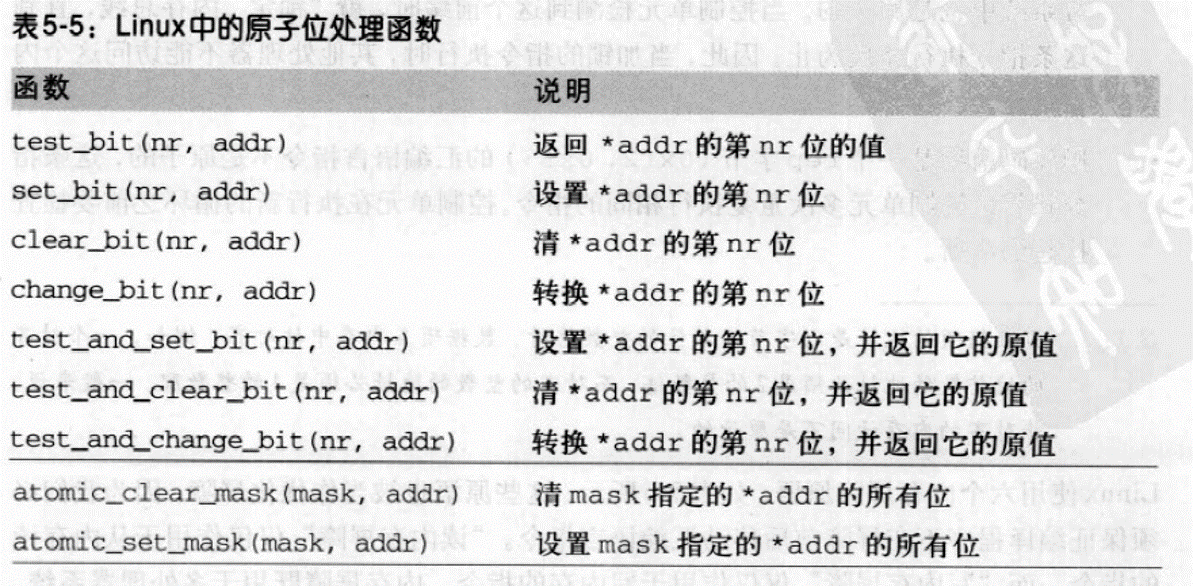 表5-5：Linux中的原子位处理函数
函数 说明
test_bit(nr, addr) 返回 *addr 的第 nr 位的值
set_bit(nr, addr) 设置 *addr 的第 nr 位
clear_bit(nr, addr) 清 *addr 的第 nr 位
change_bit(nr, addr) 转换 *addr 的第 nr 位
test_and_set_bit(nr, addr) 设置 *addr 的第 nr 位，并返回它的原值
test_and_clear_bit(nr, addr) 清 *addr 的第 nr 位，并返回它的原值
test_and_change_bit(nr, addr) 转换 *addr 的第 nr 位，并返回它的原值
atomic_clear_mask(mask, addr) 清 mask 指定的 *addr 的所有位
atomic_set_mask(mask, addr) 设置 mask 指定的 *addr 的所有位